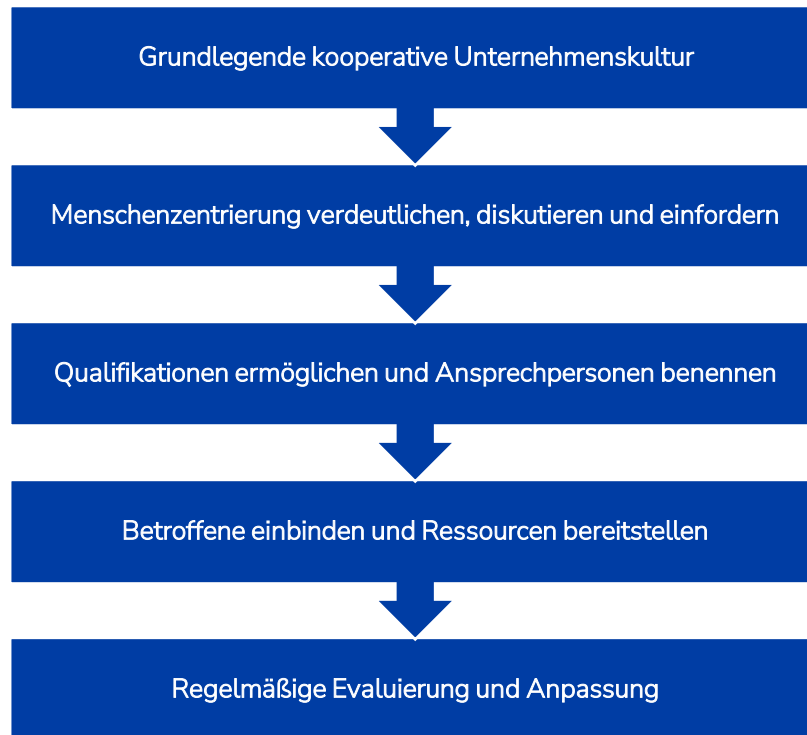 Grundlegende kooperative Unternehmenskultur
Menschenzentrierung verdeutlichen, diskutieren und einfordern
Qualifikationen ermöglichen und Ansprechpersonen benennen
Betroffene einbinden und Ressourcen bereitstellen
Regelmäßige Evaluierung und Anpassung